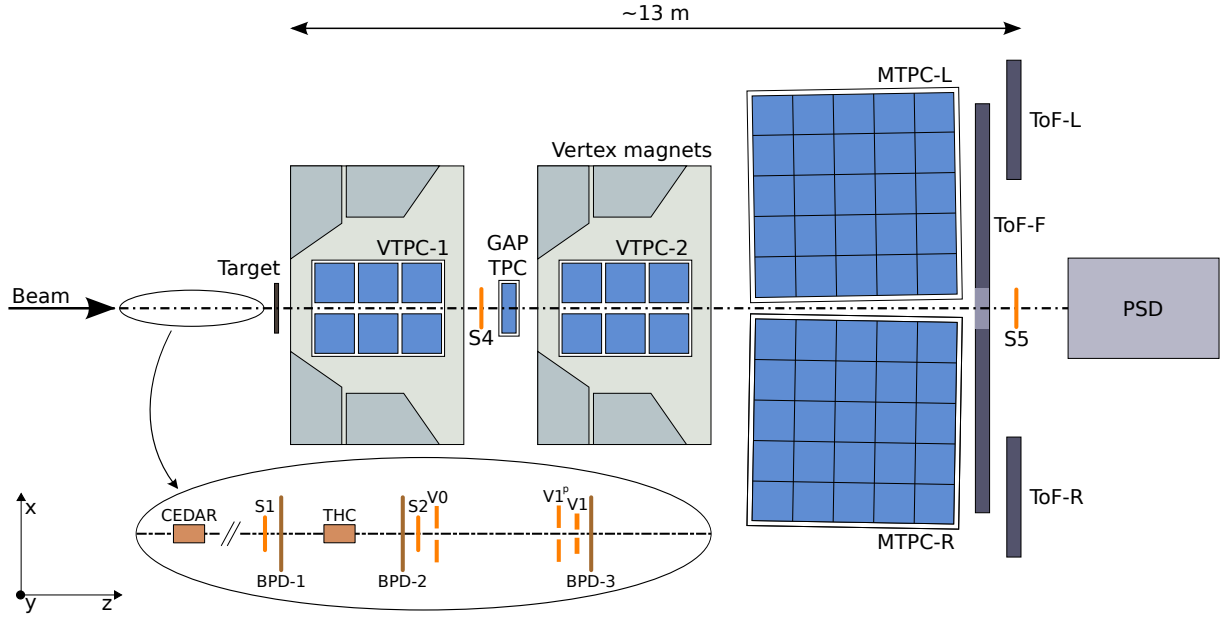 ~13 m
MTPC-L
ToF-L
Vertex magnets
ToF-F
VTPC-1
GAP
TPC
VTPC-2
Target
Beam
S4
S5
PSD
MTPC-R
ToF-R
x
y
z
CEDAR
S1
THC
S2
V0
V1p
V1
BPD-1
BPD-2
BPD-3